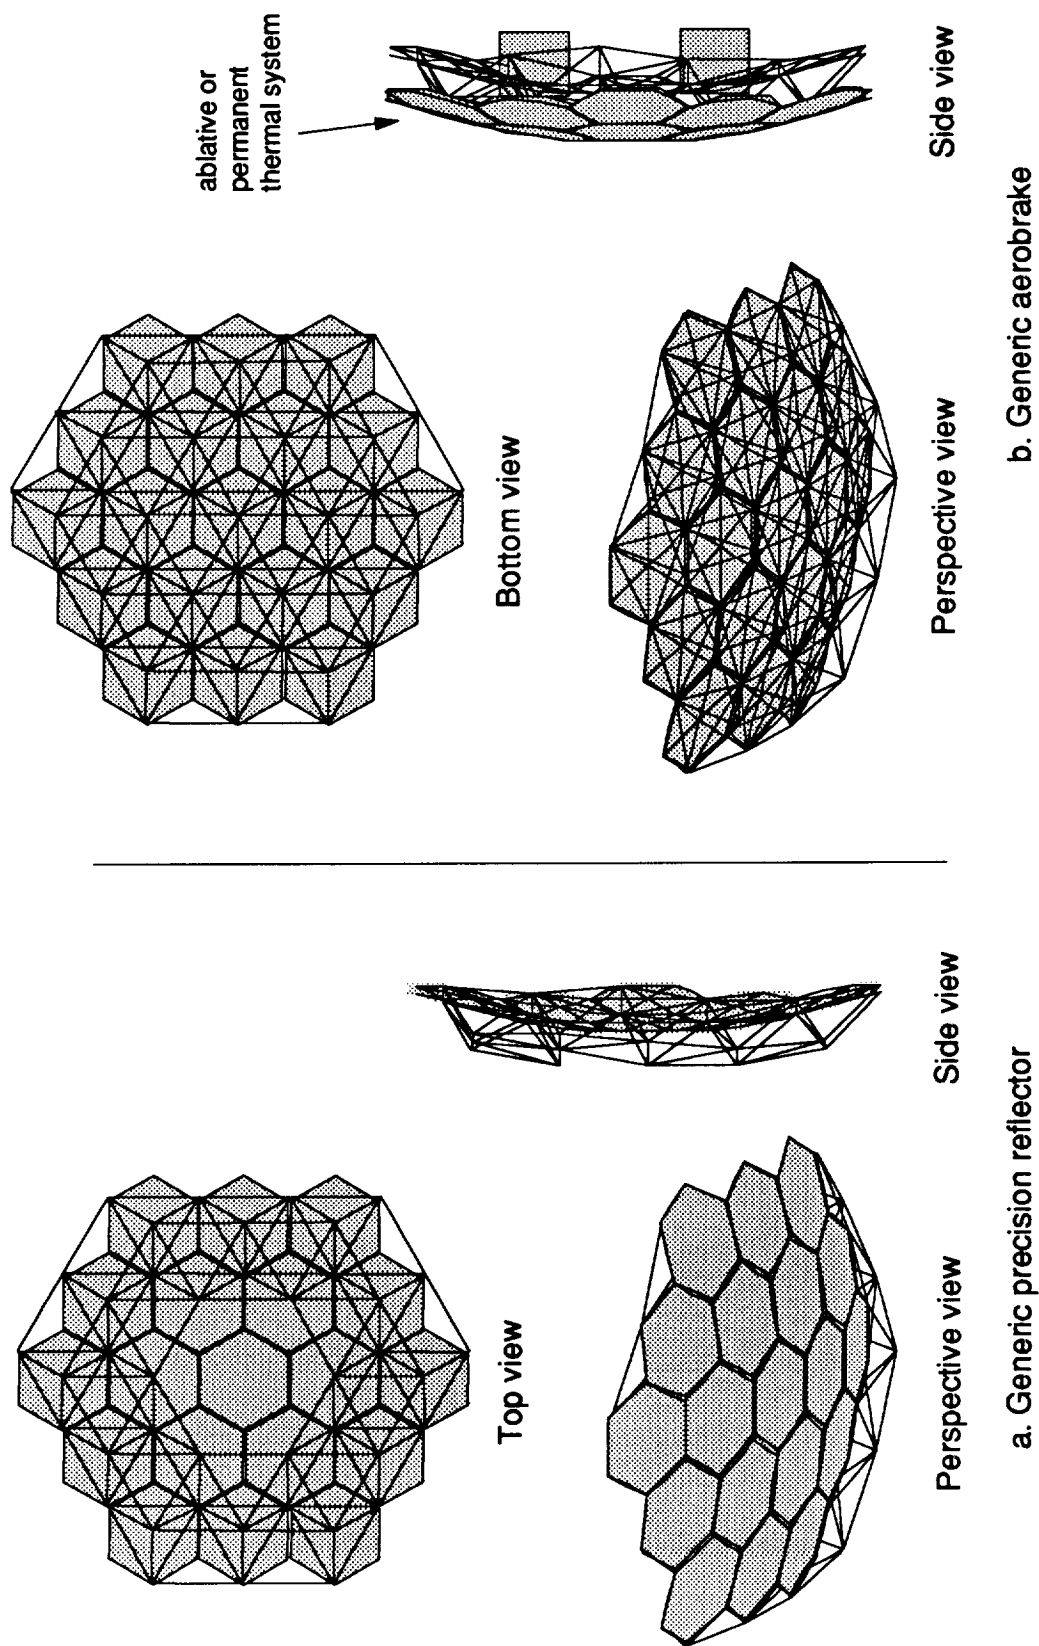 Top view
Perspective view
Side view
a. Generic precision reflector
ablative or
permanent
thermal system
Bottom view
Perspective view
Side view
b. Generic aerobrake